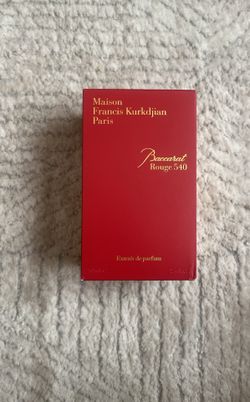 Maison
Francis Kurkdjian
Paris
Baccarat
Rouge 540
Extrait de parfum